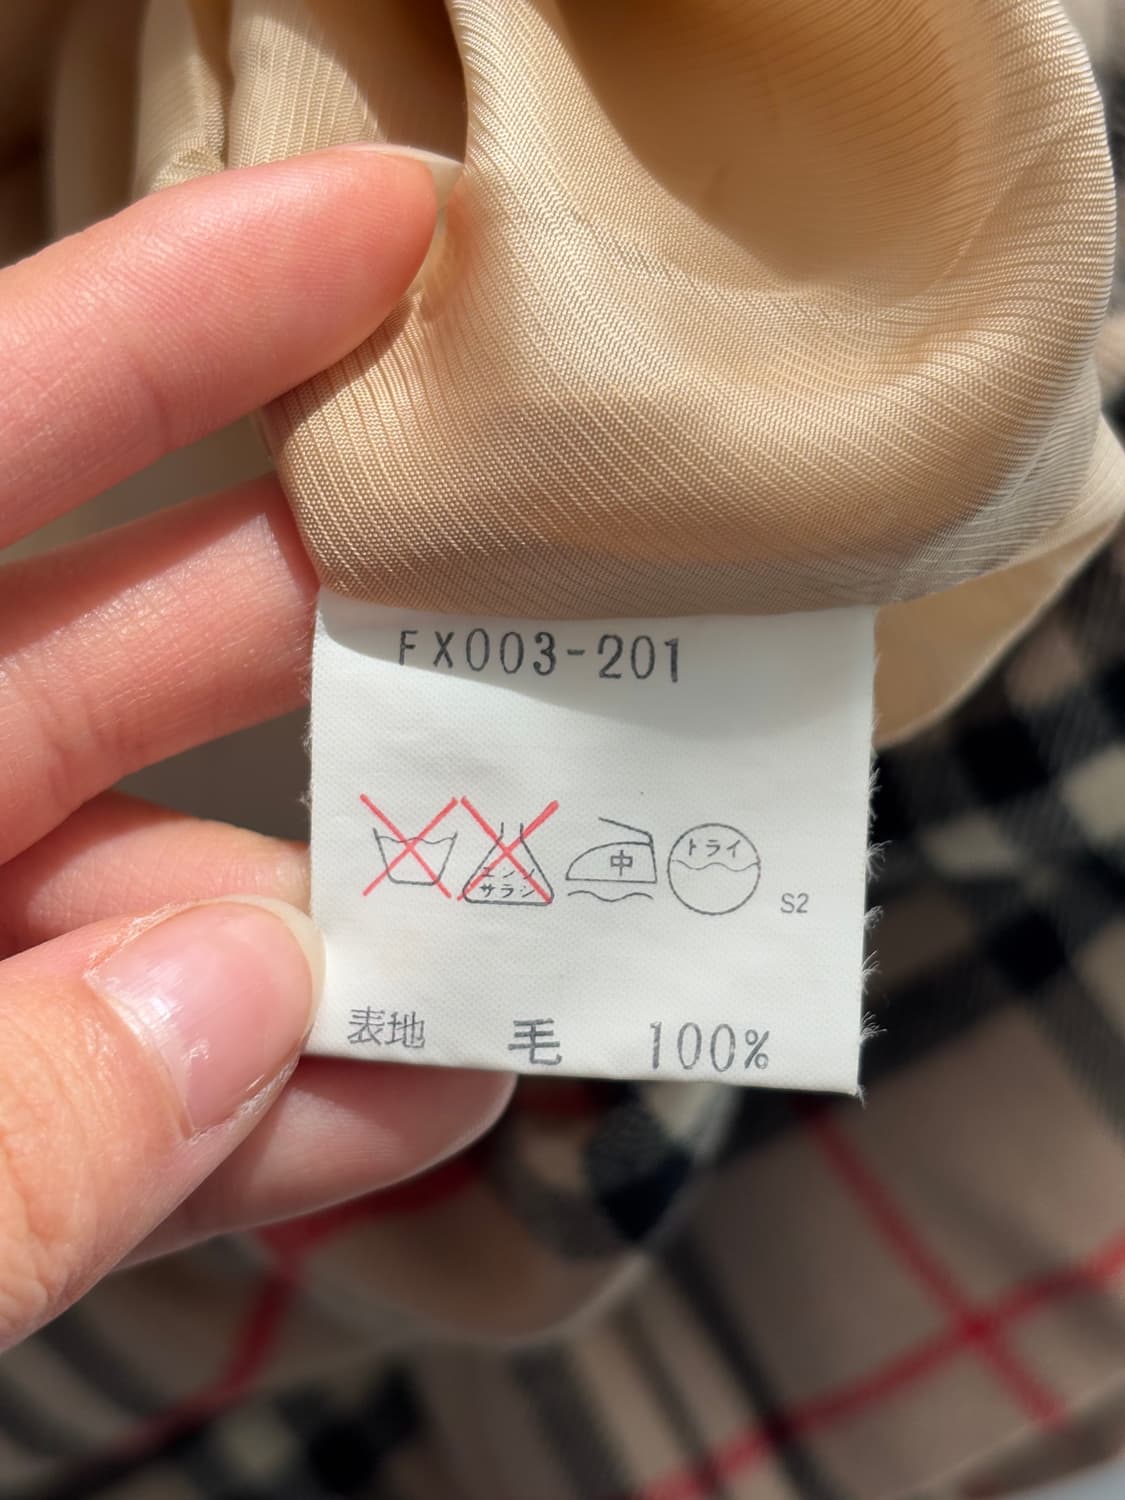 FX003-201
エンソ
サラシ
中
ドライ
S2
表地 毛 100%